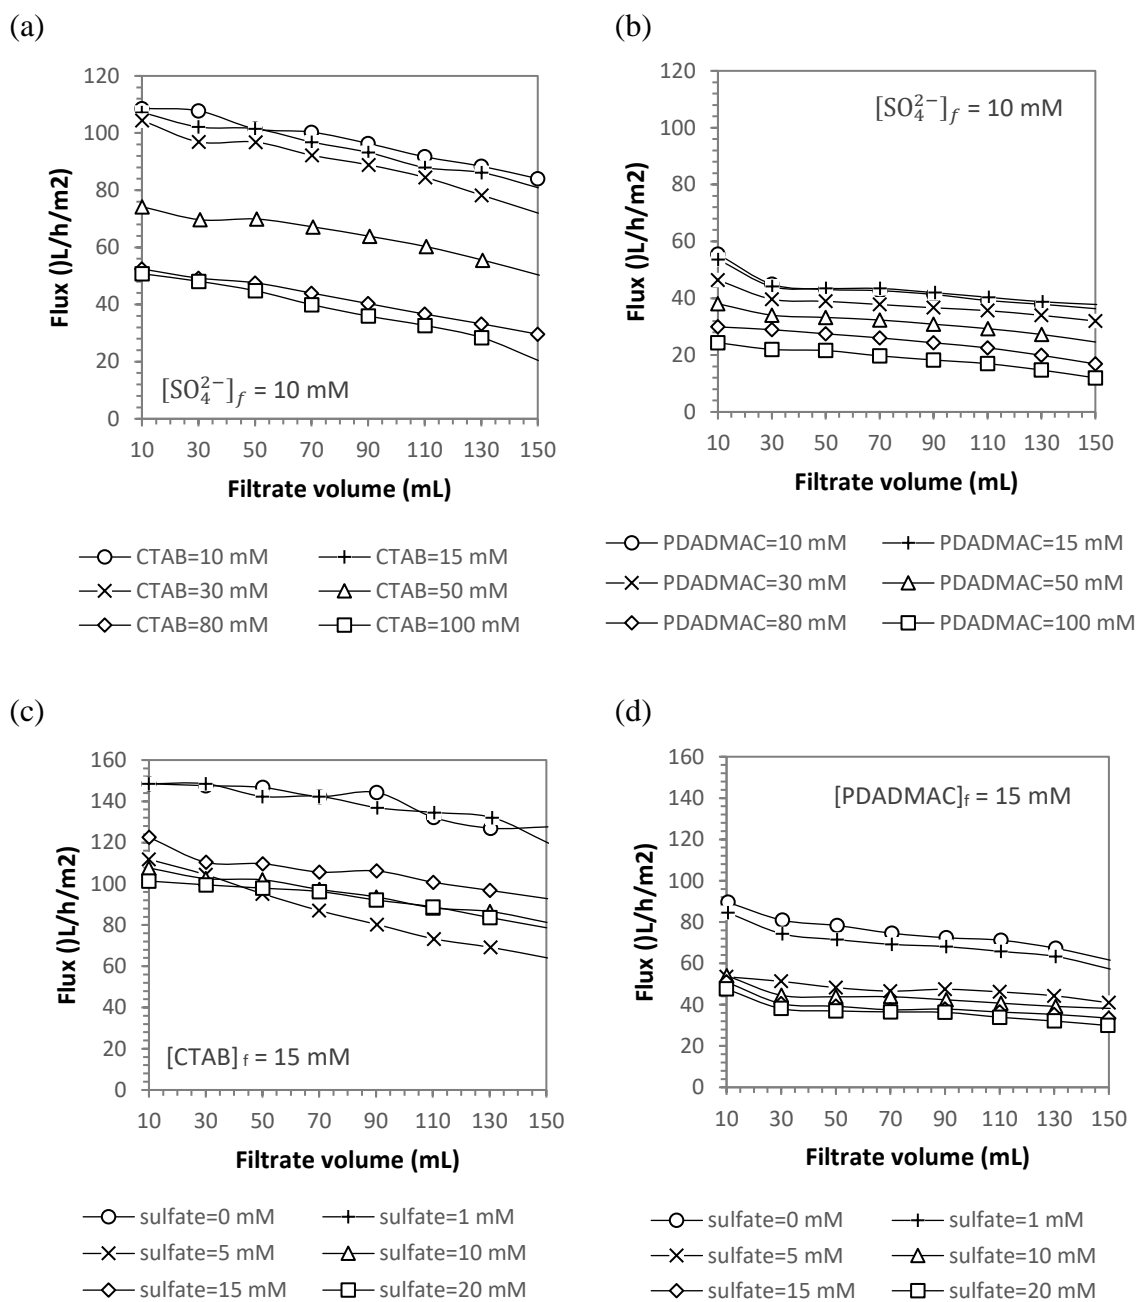 (a)
120
100
80
60
40
20
0
Flux ()L/h/m2)
[SO₄²⁻]f = 10 mM
10 30 50 70 90 110 130 150
Filtrate volume (mL)
CTAB=10 mM CTAB=15 mM
CTAB=30 mM CTAB=50 mM
CTAB=80 mM CTAB=100 mM
(b)
120
100
80
60
40
20
0
Flux ()L/h/m2)
[SO₄²⁻]f = 10 mM
10 30 50 70 90 110 130 150
Filtrate volume (mL)
PDADMAC=10 mM PDADMAC=15 mM
PDADMAC=30 mM PDADMAC=50 mM
PDADMAC=80 mM PDADMAC=100 mM
(c)
160
140
120
100
80
60
40
20
0
Flux ()L/h/m2)
[CTAB] f = 15 mM
10 30 50 70 90 110 130 150
Filtrate volume (mL)
sulfate=0 mM sulfate=1 mM
sulfate=5 mM sulfate=10 mM
sulfate=15 mM sulfate=20 mM
(d)
160
140
120
100
80
60
40
20
0
Flux ()L/h/m2)
[PDADMAC]f = 15 mM
10 30 50 70 90 110 130 150
Filtrate volume (mL)
sulfate=0 mM sulfate=1 mM
sulfate=5 mM sulfate=10 mM
sulfate=15 mM sulfate=20 mM